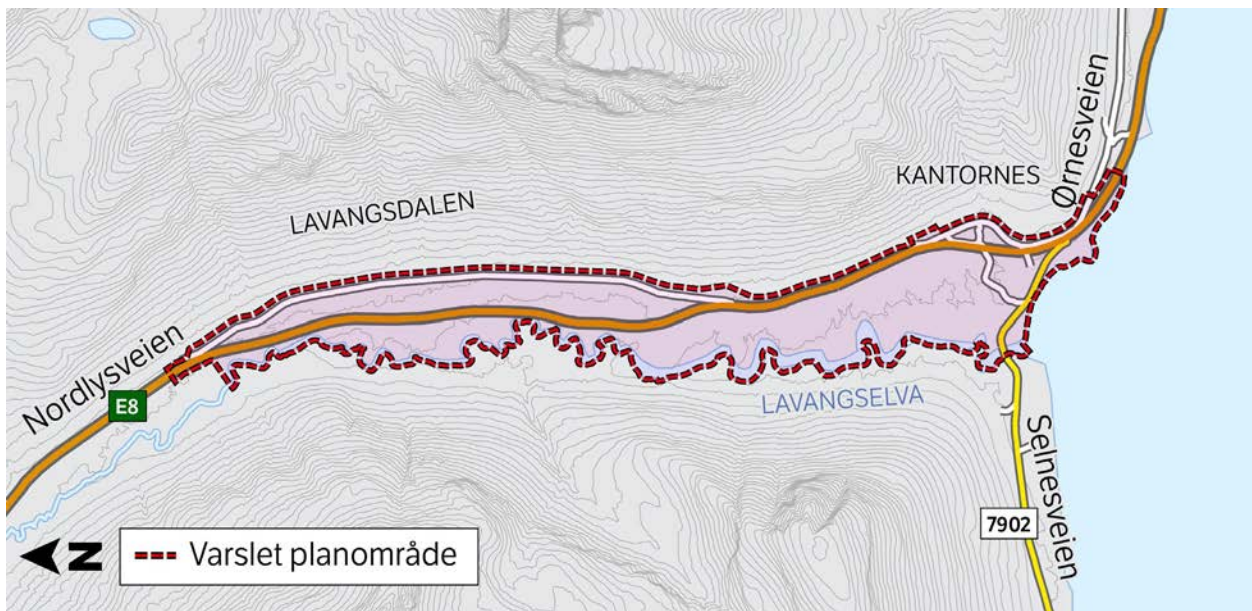 Ørnesveien
KANTORNES
LAVANGSDALEN
Nordlysveien
E8
LAVANGSELVA
Selnesveien
7902
N
Varslet planområde